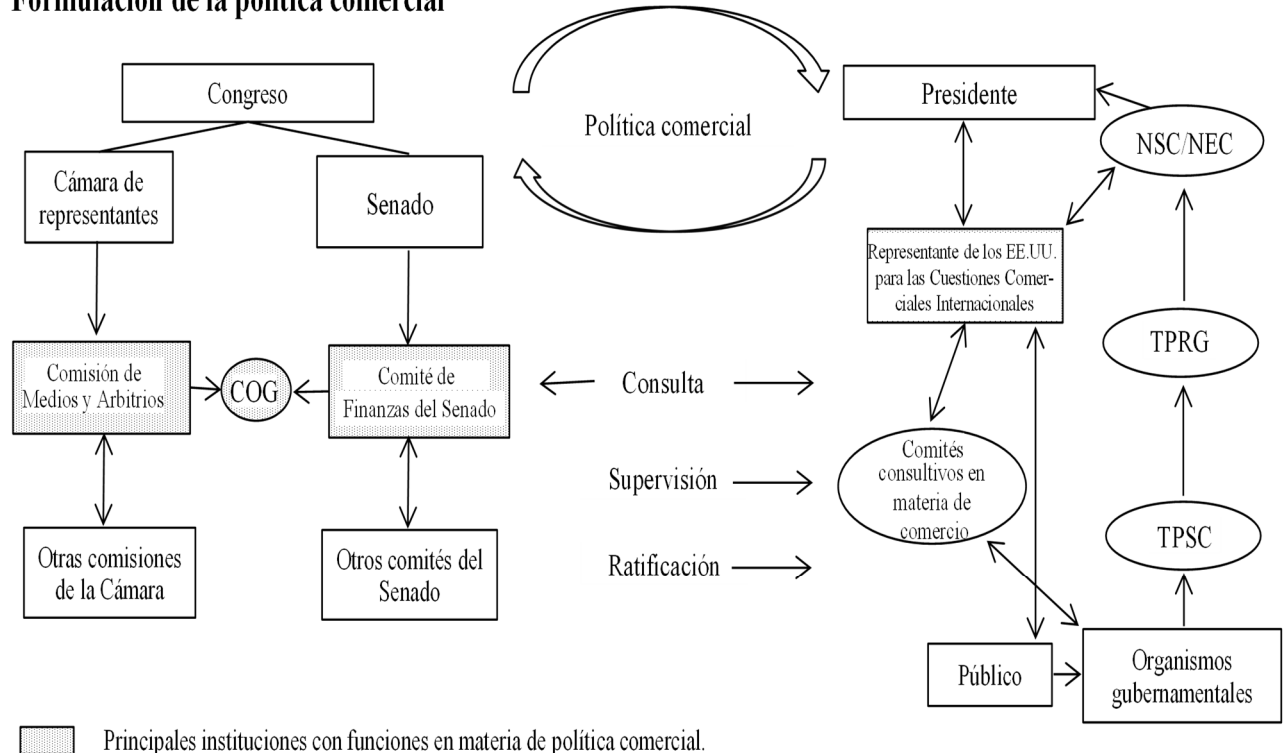 Formulación de la política comercial
Congreso
Cámara de
representantes
Senado
Comisión de
Medios y Arbitrios
COG
Comité de
Finanzas del Senado
Otras comisiones
de la Cámara
Otros comités del
Senado
Política comercial
Consulta
Supervisión
Ratificación
Presidente
NSC/NEC
Representante de los EE.UU.
para las Cuestiones Comer-
ciales Internacionales
TPRG
Comités
consultivos en
materia de
comercio
TPSC
Público
Organismos
gubernamentales
Principales instituciones con funciones en materia de política comercial.